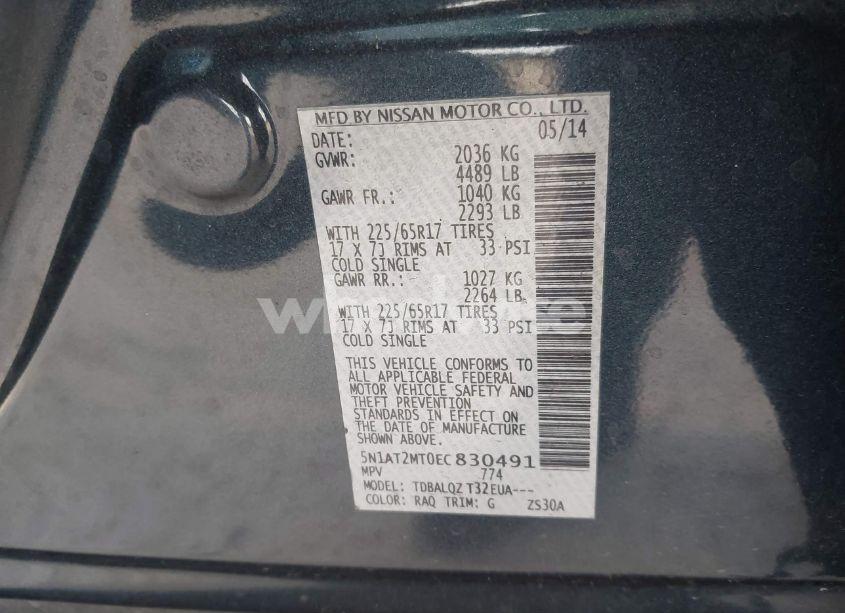 MFD BY NISSAN MOTOR CO., LTD.
DATE: 05/14
GVWR: 2036 KG
4489 LB
GAWR FR.: 1040 KG
2293 LB
WITH 225/65R17 TIRES
17 X 7J RIMS AT 33 PSI
COLD SINGLE
GAWR RR.: 1027 KG
2264 LB
WITH 225/65R17 TIRES
17 X 7J RIMS AT 33 PSI
COLD SINGLE
THIS VEHICLE CONFORMS TO
ALL APPLICABLE FEDERAL
MOTOR VEHICLE SAFETY AND
THEFT PREVENTION
STANDARDS IN EFFECT ON
THE DATE OF MANUFACTURE
SHOWN ABOVE.
5N1AT2MT0EC830491
MPV 774
MODEL: TDBALQZ T32EUA---
COLOR: RAQ TRIM: G ZS30A